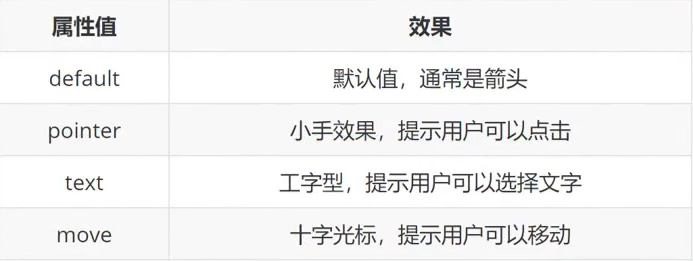 属性值 效果
default 默认值，通常是箭头
pointer 小手效果，提示用户可以点击
text 工字型，提示用户可以选择文字
move 十字光标，提示用户可以移动